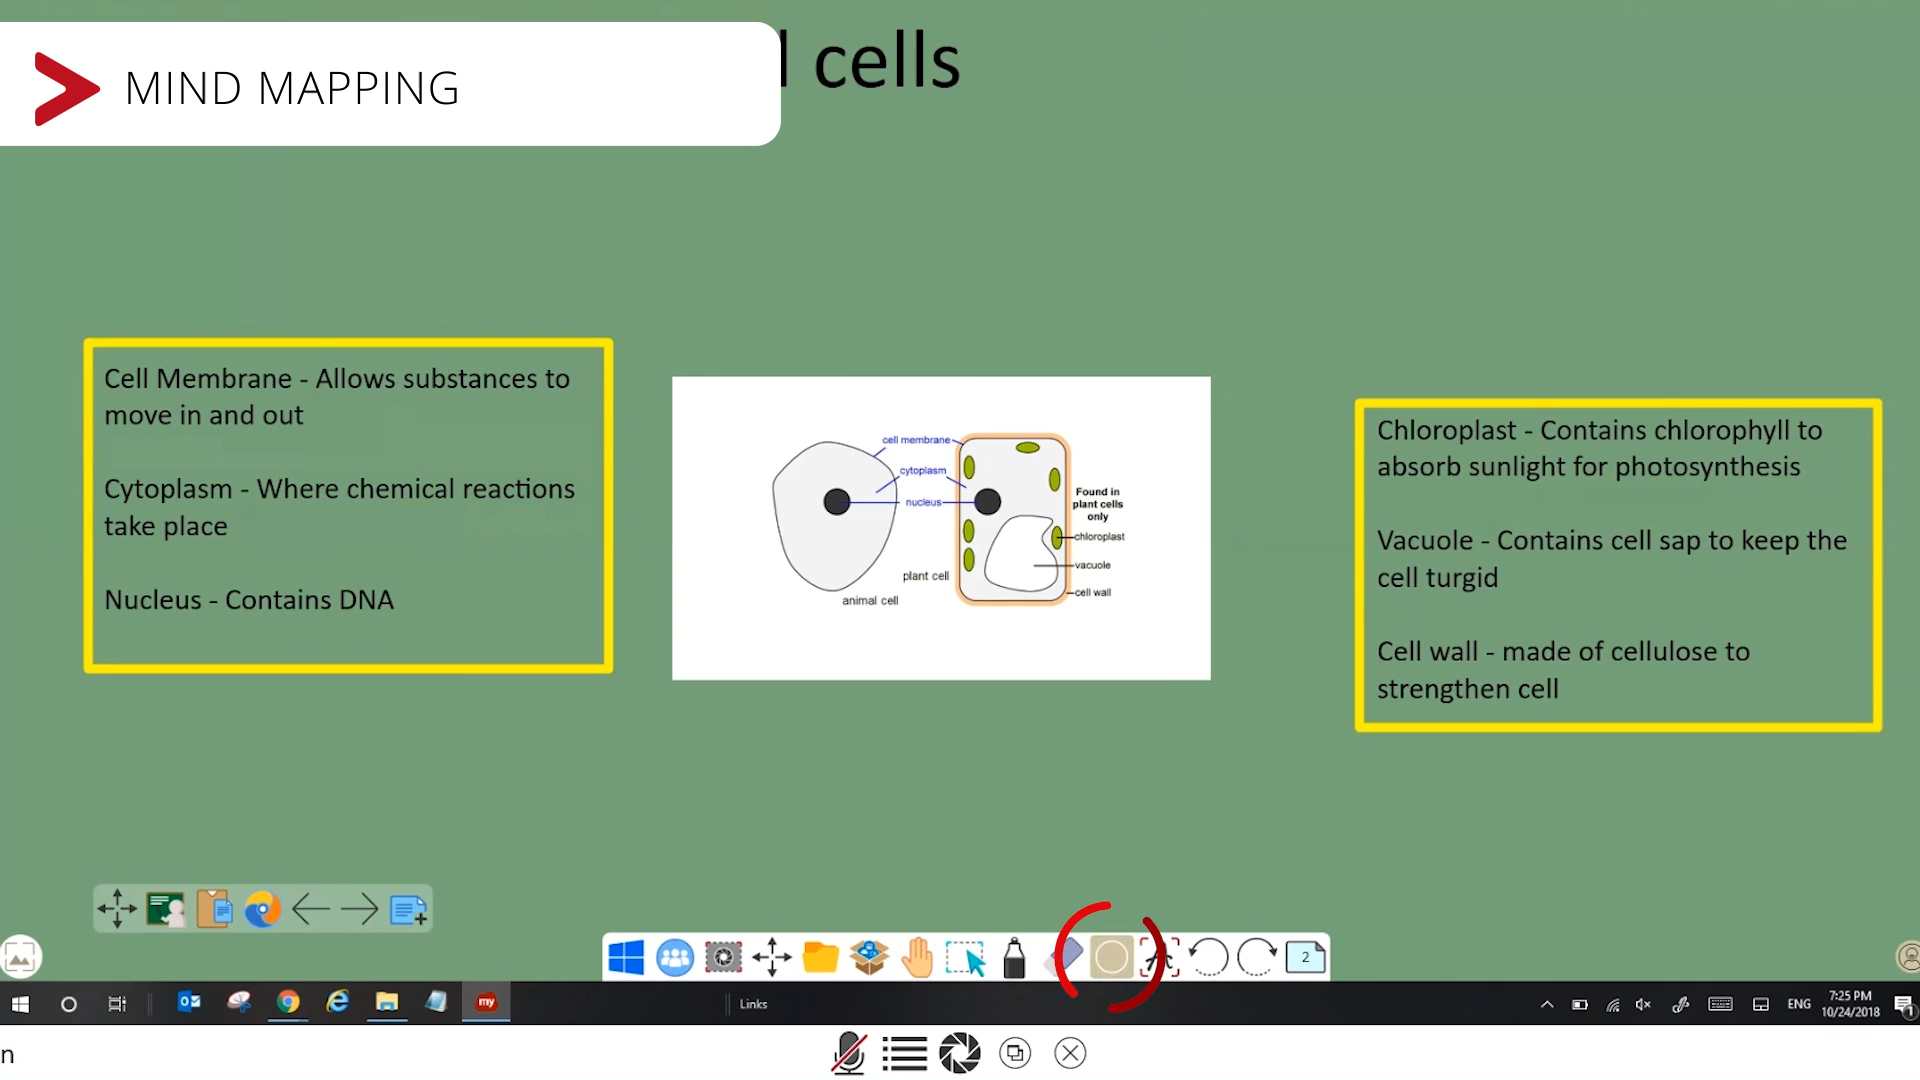 MIND MAPPING
cells
Cell Membrane - Allows substances to
move in and out
Cytoplasm - Where chemical reactions
take place
Nucleus - Contains DNA
cell membrane
cytoplasm
nucleus
Found in
plant cells
only
chloroplast
vacuole
cell wall
plant cell
animal cell
Chloroplast - Contains chlorophyll to
absorb sunlight for photosynthesis
Vacuole - Contains cell sap to keep the
cell turgid
Cell wall - made of cellulose to
strengthen cell
2
my
Links
ENG
7:25 PM
10/24/2018
1
n